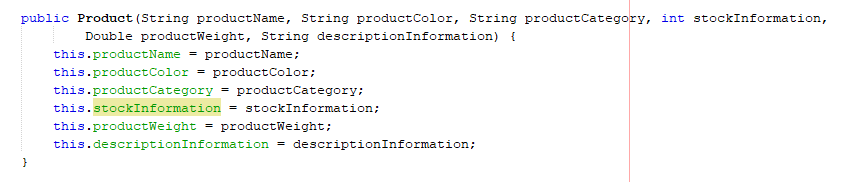 public Product(String productName, String productColor, String productCategory, int stockInformation,
Double productWeight, String descriptionInformation) {
this.productName = productName;
this.productColor = productColor;
this.productCategory = productCategory;
this.stockInformation = stockInformation;
this.productWeight = productWeight;
this.descriptionInformation = descriptionInformation;
}